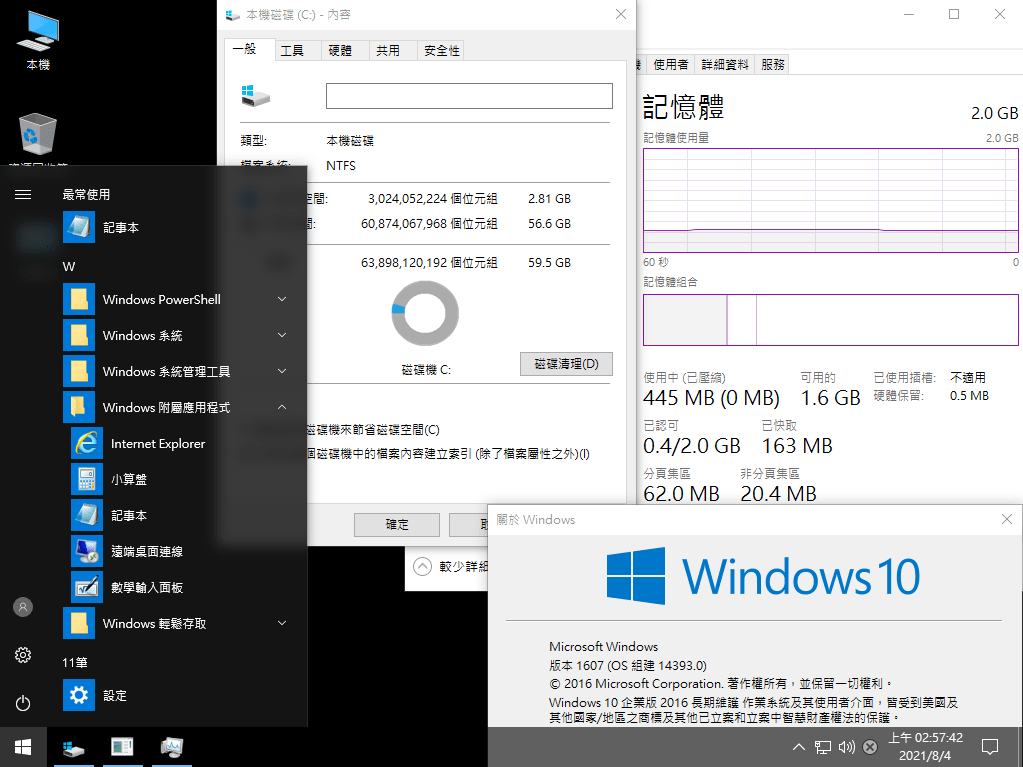 本機
本機磁碟 (C:) - 內容
一般
工具
硬體
共用
安全性
類型:
本機磁碟
NTFS
空間:
3,024,052,224 個位元組
2.81 GB
60,874,067,968 個位元組
56.6 GB
63,898,120,192 個位元組
59.5 GB
磁碟機 C:
磁碟清理(D)
磁碟機來節省磁碟空間(C)
個磁碟機中的檔案內容建立索引 (除了檔案屬性之外)(I)
確定
較少詳細
使用者
詳細資料
服務
記憶體
2.0 GB
記憶體使用量
2.0 GB
60 秒
0
記憶體組合
使用中 (已壓縮)
445 MB (0 MB)
可用的
1.6 GB
已使用插槽:
不適用
硬體保留:
0.5 MB
已認可
0.4/2.0 GB
已快取
163 MB
分頁集區
62.0 MB
非分頁集區
20.4 MB
最常使用
記事本
W
Windows PowerShell
Windows 系統
Windows 系統管理工具
Windows 附屬應用程式
Internet Explorer
小算盤
記事本
遠端桌面連線
數學輸入面板
Windows 輕鬆存取
11筆
設定
關於 Windows
Windows 10
Microsoft Windows
版本 1607 (OS 組建 14393.0)
© 2016 Microsoft Corporation. 著作權所有，並保留一切權利。
Windows 10 企業版 2016 長期維護 作業系統及其使用者介面，皆受到美國及
其他國家/地區之商標及其他已立案和立案中智慧財產權法的保護。
上午 02:57:42
2021/8/4